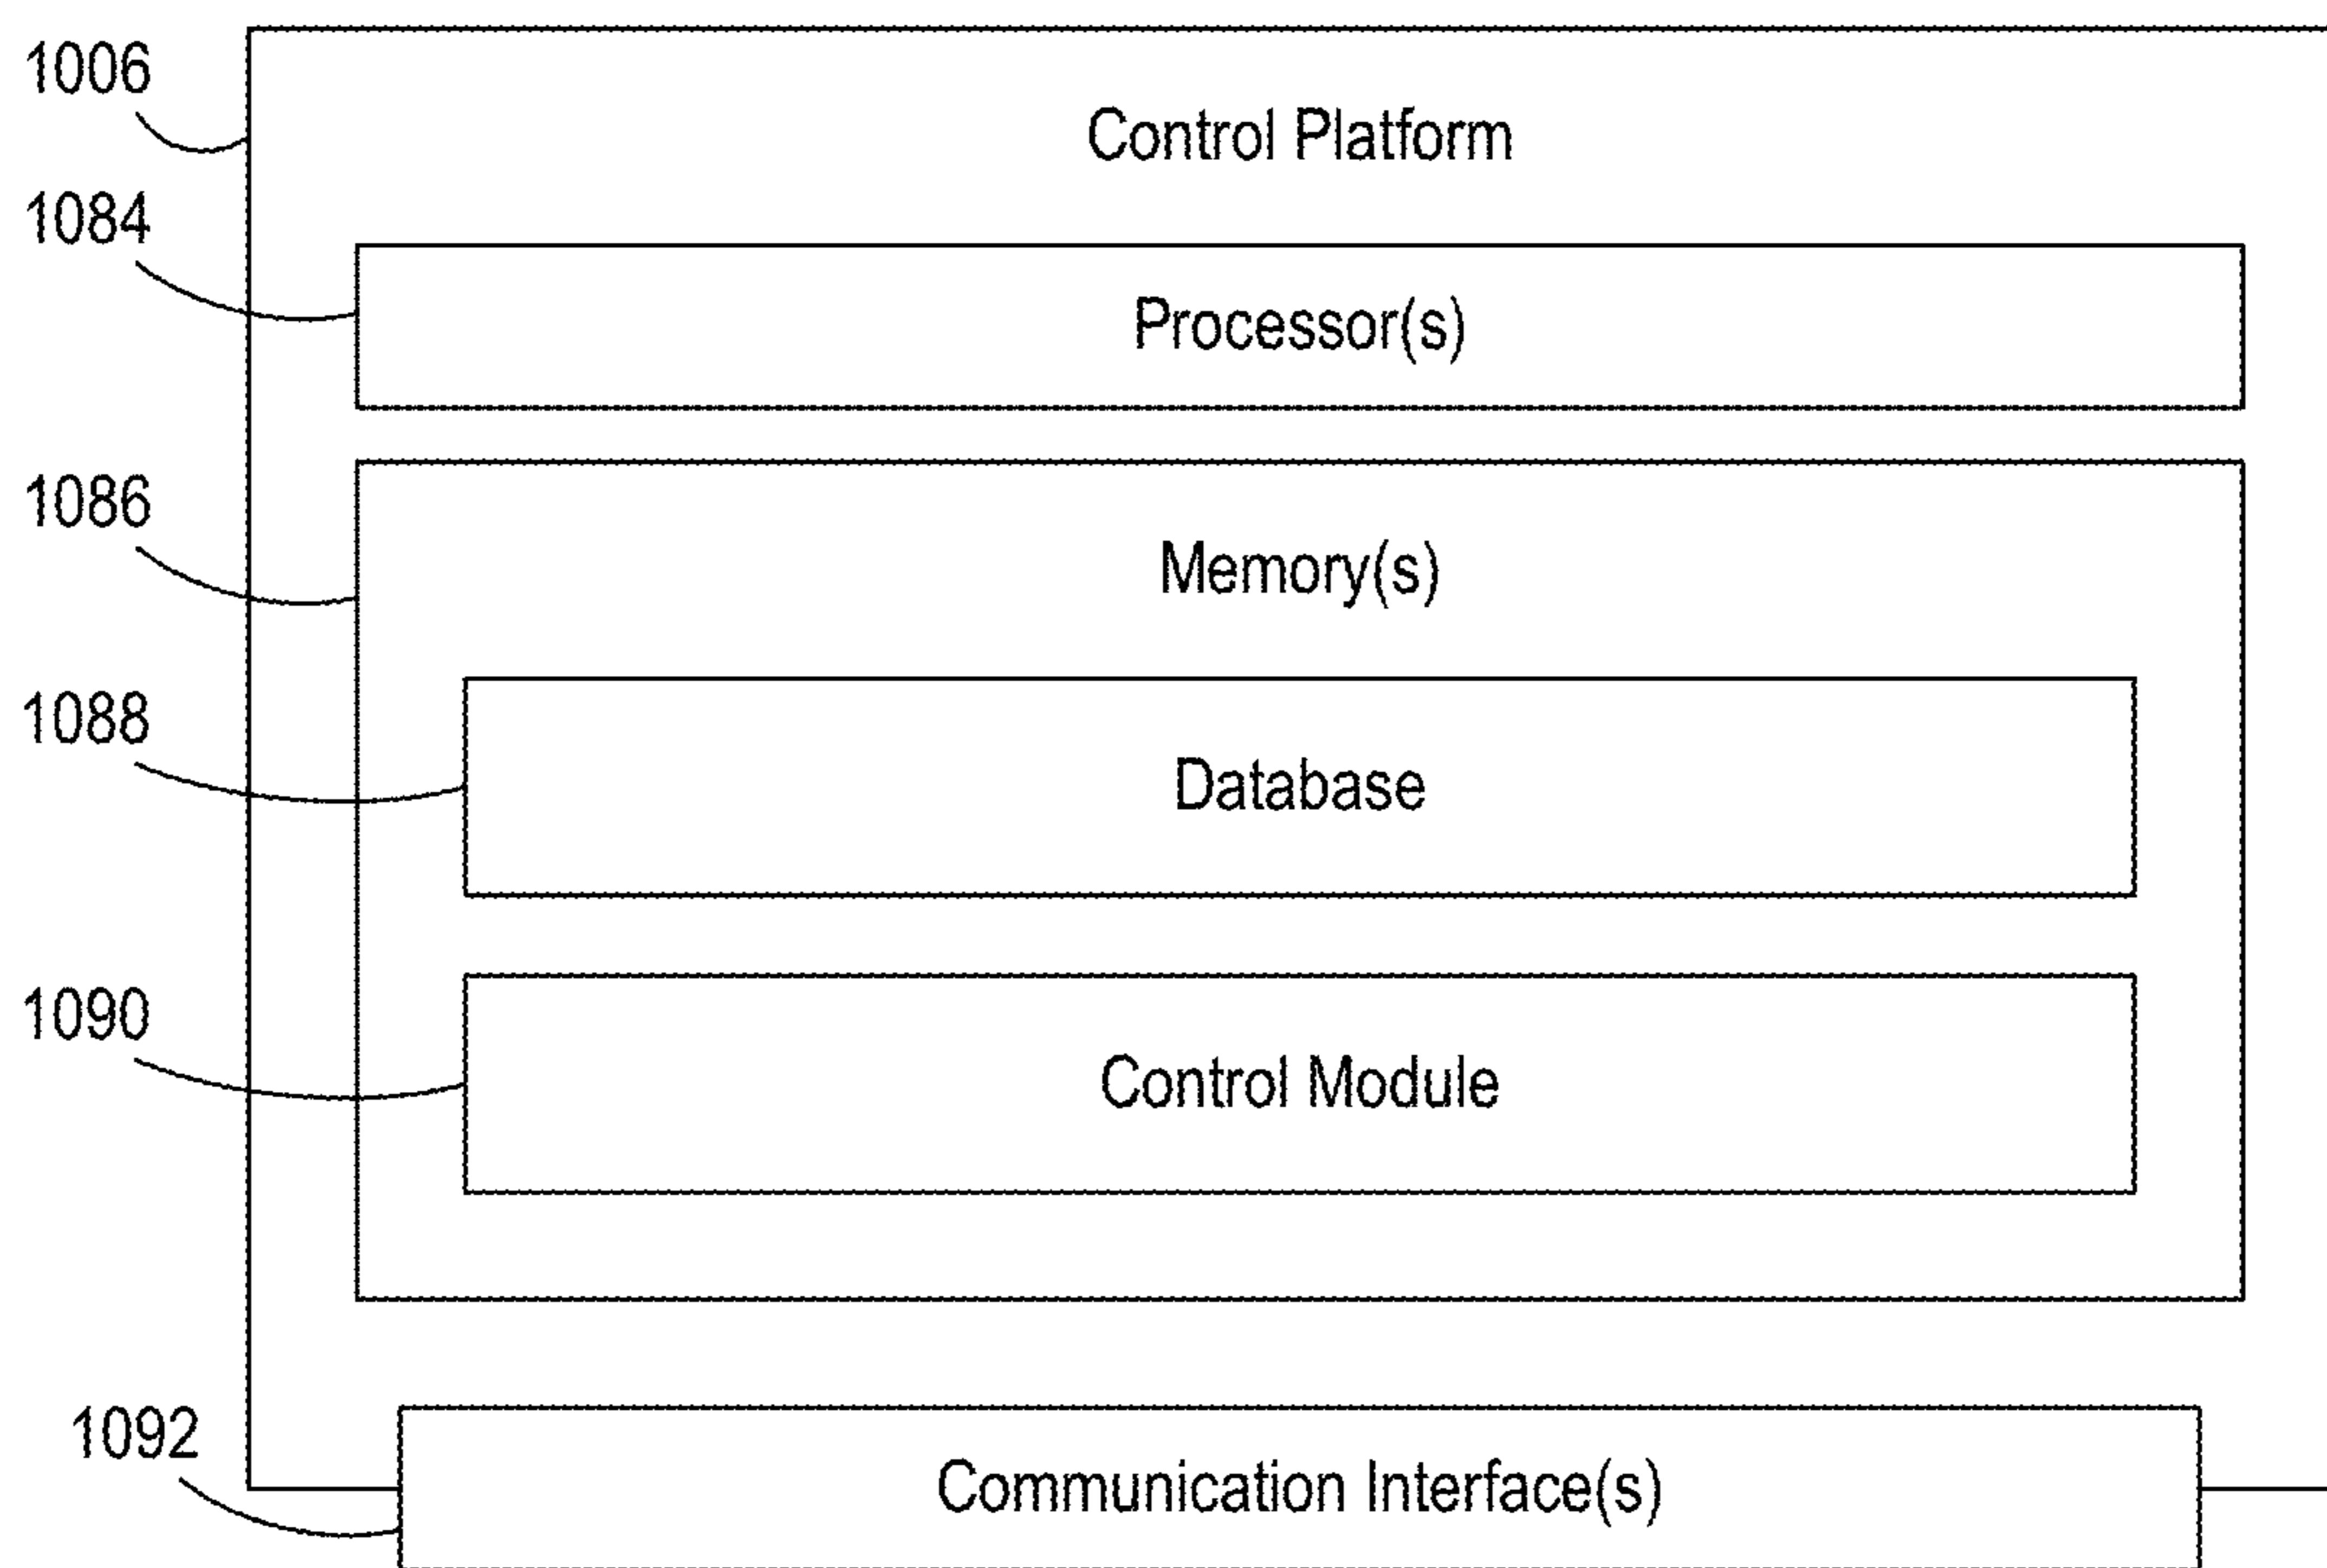 1006
Control Platform
1084
Processor(s)
1086
Memory(s)
1088
Database
1090
Control Module
1092
Communication Interface(s)